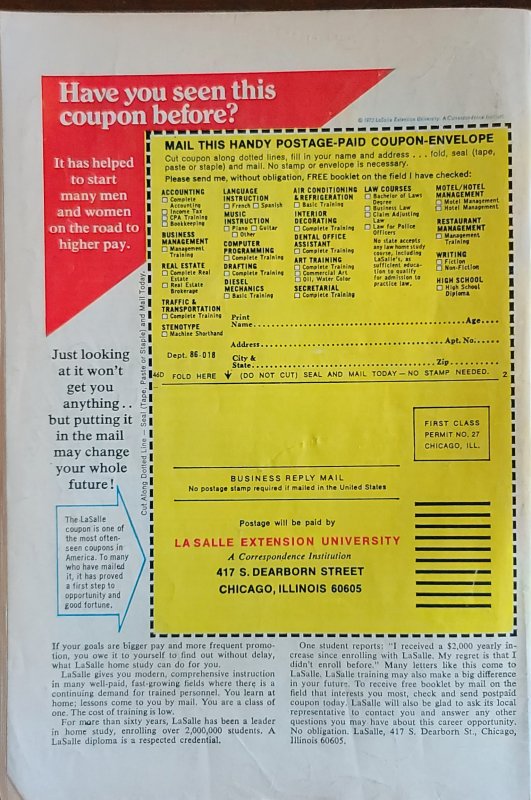 Have you seen this
coupon before?
© 1973 LaSalle Extension University. A Correspondence Institution
It has helped
to start
many men
and women
on the road to
higher pay.
Just looking
at it won't
get you
anything . .
but putting it
in the mail
may change
your whole
future!
The LaSalle
coupon is one of
the most often-
seen coupons in
America. To many
who have mailed
it, it has proved
a first step to
opportunity and
good fortune.
Cut Along Dotted Line — Seal (Tape, Paste or Staple) and Mail Today.
MAIL THIS HANDY POSTAGE-PAID COUPON-ENVELOPE
Cut coupon along dotted lines, fill in your name and address . . . fold, seal (tape,
paste or staple) and mail. No stamp or envelope is necessary.
Please send me, without obligation, FREE booklet on the field I have checked:
ACCOUNTING
Complete
Accounting
Income Tax
CPA Training
Bookkeeping
BUSINESS
MANAGEMENT
Management
Training
REAL ESTATE
Complete Real
Estate
Real Estate
Brokerage
TRAFFIC &
TRANSPORTATION
Complete Training
STENOTYPE
Machine Shorthand
LANGUAGE
INSTRUCTION
French Spanish
MUSIC
INSTRUCTION
Piano Guitar
Other
COMPUTER
PROGRAMMING
Complete Training
DRAFTING
Complete Training
DIESEL
MECHANICS
Basic Training
AIR CONDITIONING
& REFRIGERATION
Basic Training
INTERIOR
DECORATING
Complete Training
DENTAL OFFICE
ASSISTANT
Complete Training
ART TRAINING
Complete Training
Commercial Art
Oil, Water Color
SECRETARIAL
Complete Training
LAW COURSES
Bachelor of Laws
Degree
Business Law
Claim Adjusting
Law
Law for Police
Officers
No state accepts
any law home study
course, including
LaSalle's, as
sufficient educa-
tion to qualify
for admission to
practice law.
MOTEL/HOTEL
MANAGEMENT
Motel Management
Hotel Management
RESTAURANT
MANAGEMENT
Management
Training
WRITING
Fiction
Non-Fiction
HIGH SCHOOL
High School
Diploma
Print
Name Age
Address Apt. No.
Dept. 86-018
City &
State Zip
46D FOLD HERE (DO NOT CUT) SEAL AND MAIL TODAY — NO STAMP NEEDED. 2
FIRST CLASS
PERMIT NO. 27
CHICAGO, ILL.
BUSINESS REPLY MAIL
No postage stamp required if mailed in the United States
Postage will be paid by
LA SALLE EXTENSION UNIVERSITY
A Correspondence Institution
417 S. DEARBORN STREET
CHICAGO, ILLINOIS 60605
If your goals are bigger pay and more frequent promo-
tion, you owe it to yourself to find out without delay,
what LaSalle home study can do for you.
LaSalle gives you modern, comprehensive instruction
in many well-paid, fast-growing fields where there is a
continuing demand for trained personnel. You learn at
home; lessons come to you by mail. You are a class of
one. The cost of training is low.
For more than sixty years, LaSalle has been a leader
in home study, enrolling over 2,000,000 students. A
LaSalle diploma is a respected credential.
One student reports: "I received a $2,000 yearly in-
crease since enrolling with LaSalle. My regret is that I
didn't enroll before." Many letters like this come to
LaSalle. LaSalle training may also make a big difference
in your future. To receive free booklet by mail on the
field that interests you most, check and send postpaid
coupon today. LaSalle will also be glad to ask its local
representative to contact you and answer any other
questions you may have about this career opportunity.
No obligation. LaSalle, 417 S. Dearborn St., Chicago,
Illinois 60605.